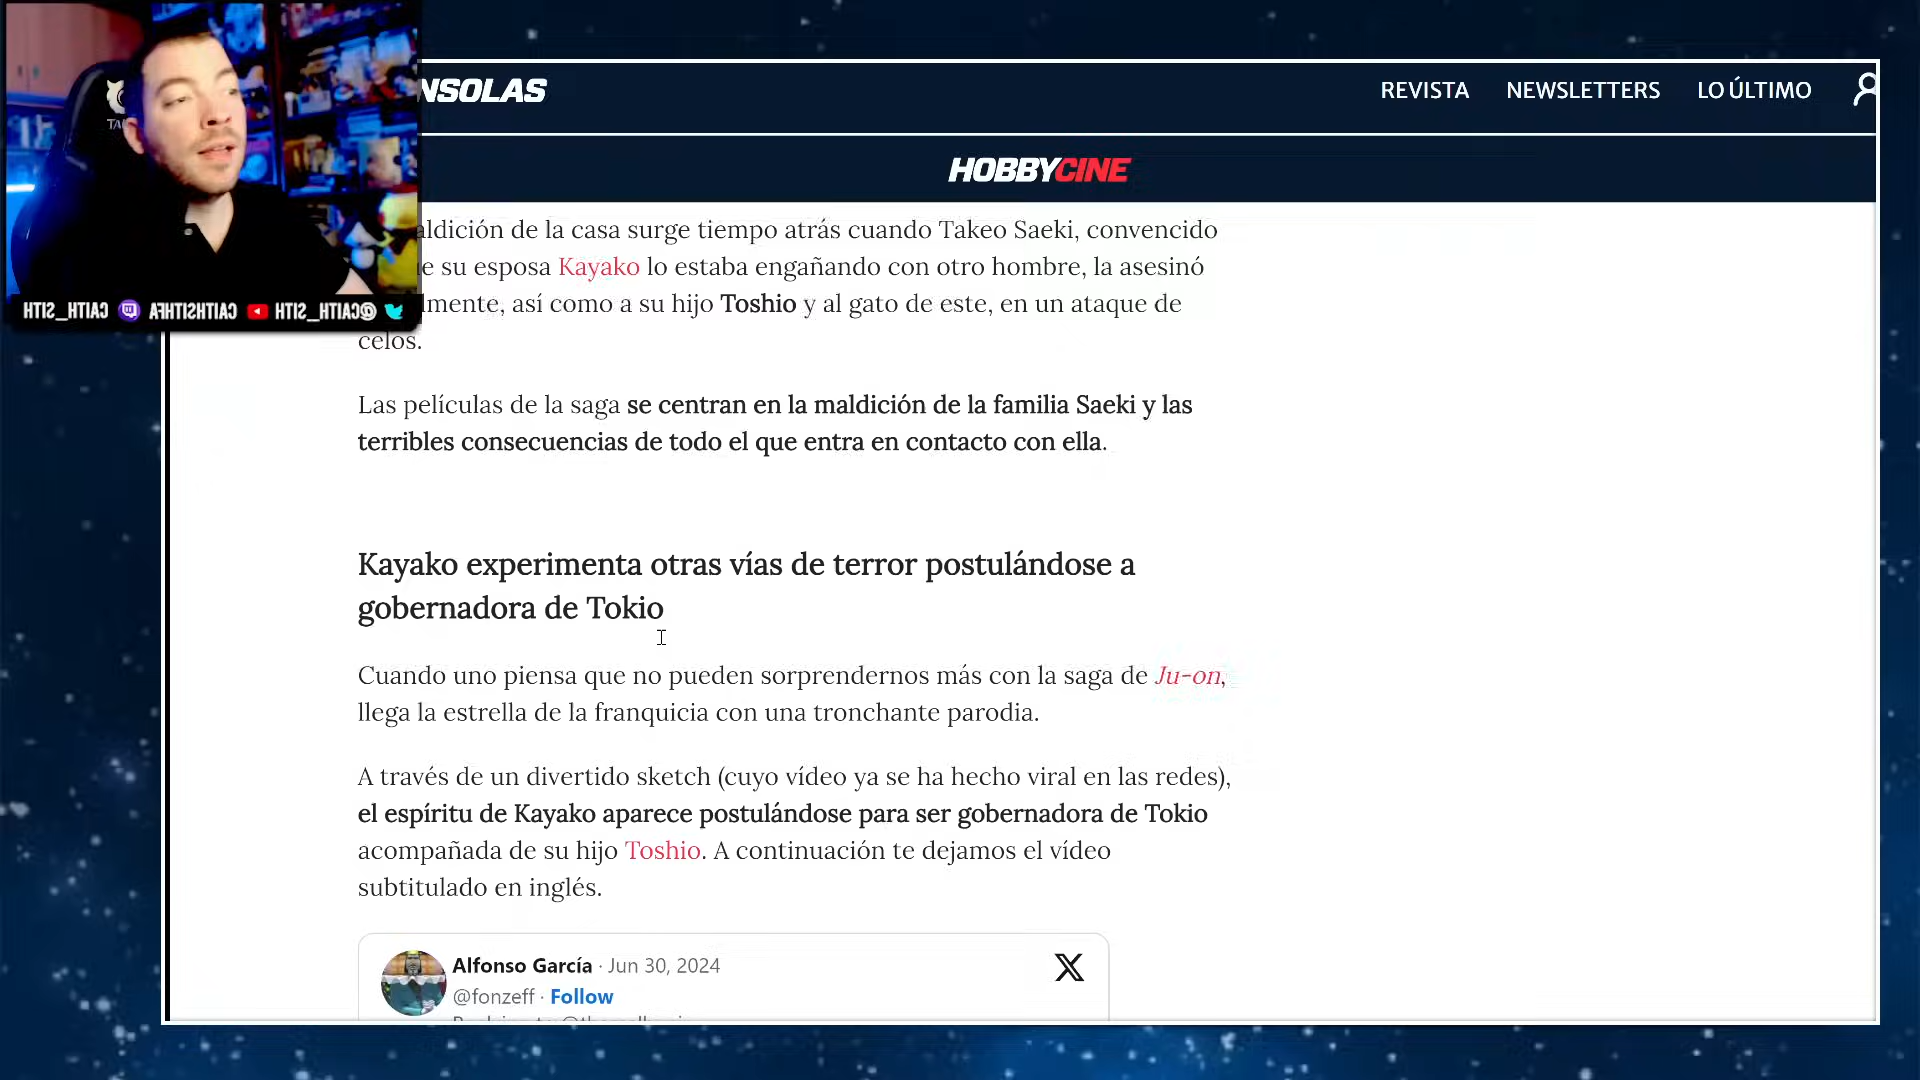 NSOLAS
REVISTA
NEWSLETTERS
LO ÚLTIMO
HOBBYCINE
aldición de la casa surge tiempo atrás cuando Takeo Saeki, convencido
e su esposa Kayako lo estaba engañando con otro hombre, la asesinó
lmente, así como a su hijo Toshio y al gato de este, en un ataque de
celos.
CAITH_SITH
CAITHSITHFA
@CAITH_SITH
Las películas de la saga se centran en la maldición de la familia Saeki y las
terribles consecuencias de todo el que entra en contacto con ella.
Kayako experimenta otras vías de terror postulándose a
gobernadora de Tokio
Cuando uno piensa que no pueden sorprendernos más con la saga de Ju-on,
llega la estrella de la franquicia con una tronchante parodia.
A través de un divertido sketch (cuyo vídeo ya se ha hecho viral en las redes),
el espíritu de Kayako aparece postulándose para ser gobernadora de Tokio
acompañada de su hijo Toshio. A continuación te dejamos el vídeo
subtitulado en inglés.
Alfonso García · Jun 30, 2024
@fonzeff · Follow